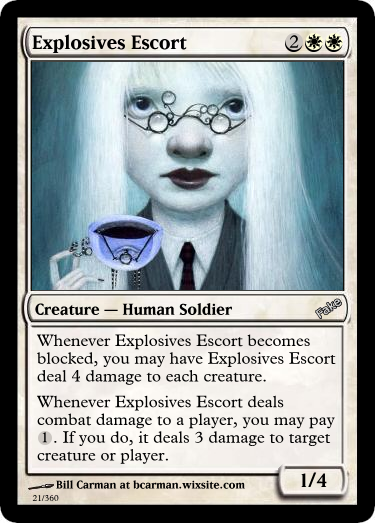 Explosives Escort 2
Creature — Human Soldier Fake
Whenever Explosives Escort becomes
blocked, you may have Explosives Escort
deal 4 damage to each creature.
Whenever Explosives Escort deals
combat damage to a player, you may pay
1. If you do, it deals 3 damage to target
creature or player.
Bill Carman at bcarman.wixsite.com
1/4
21/360